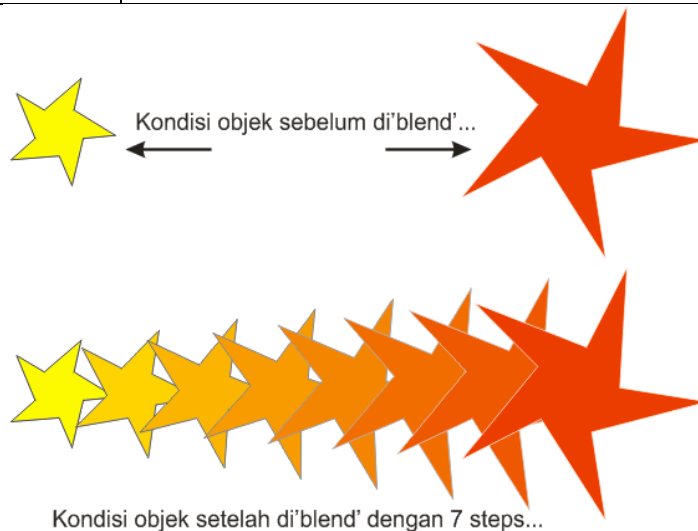 Kondisi objek sebelum di'blend'...
Kondisi objek setelah di'blend' dengan 7 steps...